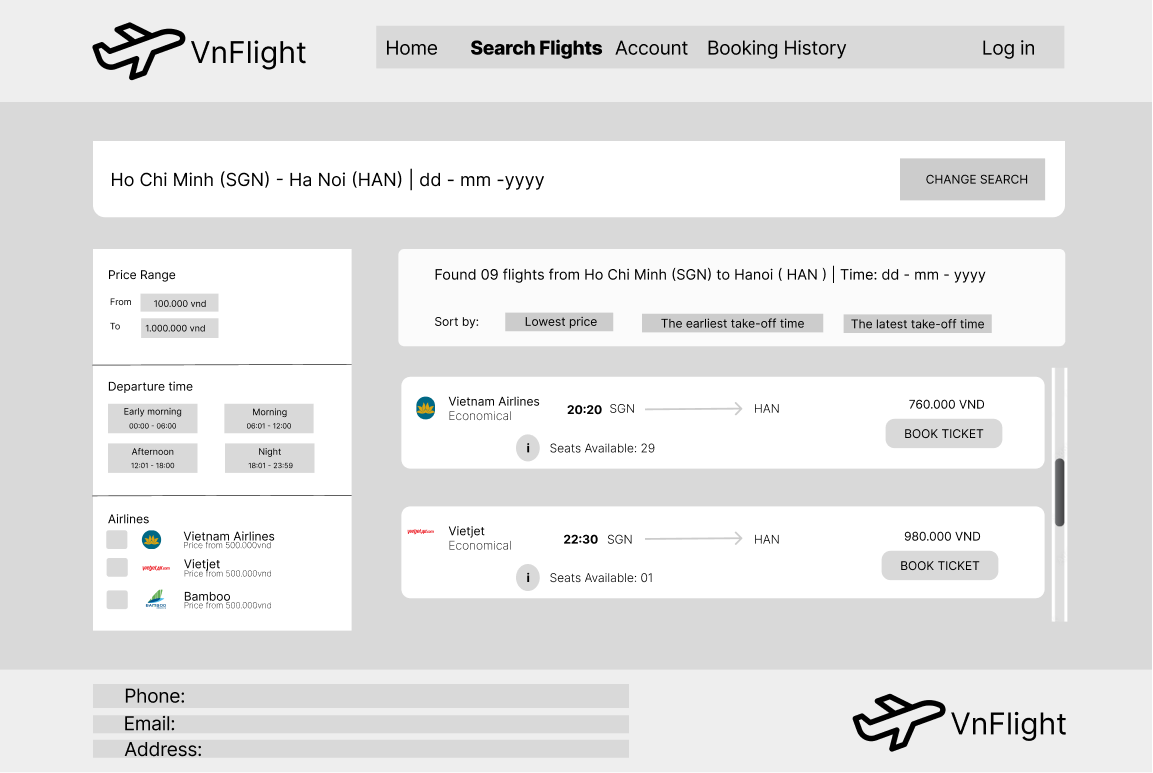 VnFlight
Home Search Flights Account Booking History Log in
Ho Chi Minh (SGN) - Ha Noi (HAN) | dd - mm -yyyy
CHANGE SEARCH
Price Range
From 100.000 vnd
To 1.000.000 vnd
Departure time
Early morning
00:00 - 06:00
Morning
06:01 - 12:00
Afternoon
12:01 - 18:00
Night
18:01 - 23:59
Airlines
Vietnam Airlines
Price from 500.000vnd
vietjetair.com
Vietjet
Price from 500.000vnd
BAMBOO
Bamboo
Price from 500.000vnd
Found 09 flights from Ho Chi Minh (SGN) to Hanoi ( HAN ) | Time: dd - mm - yyyy
Sort by: Lowest price The earliest take-off time The latest take-off time
Vietnam Airlines
Economical
20:20 SGN HAN
i Seats Available: 29
760.000 VND
BOOK TICKET
vietjetair.com
Vietjet
Economical
22:30 SGN HAN
i Seats Available: 01
980.000 VND
BOOK TICKET
Phone:
Email:
Address:
VnFlight